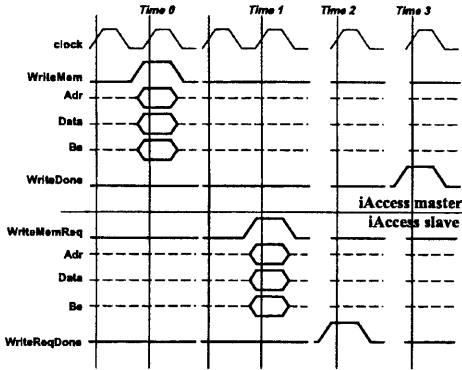 Time 0 Time 1 Time 2 Time 3
clock
WriteMem
Adr
Data
Be
WriteDone
iAccess master
iAccess slave
WriteMemReq
Adr
Data
Be
WriteReqDone